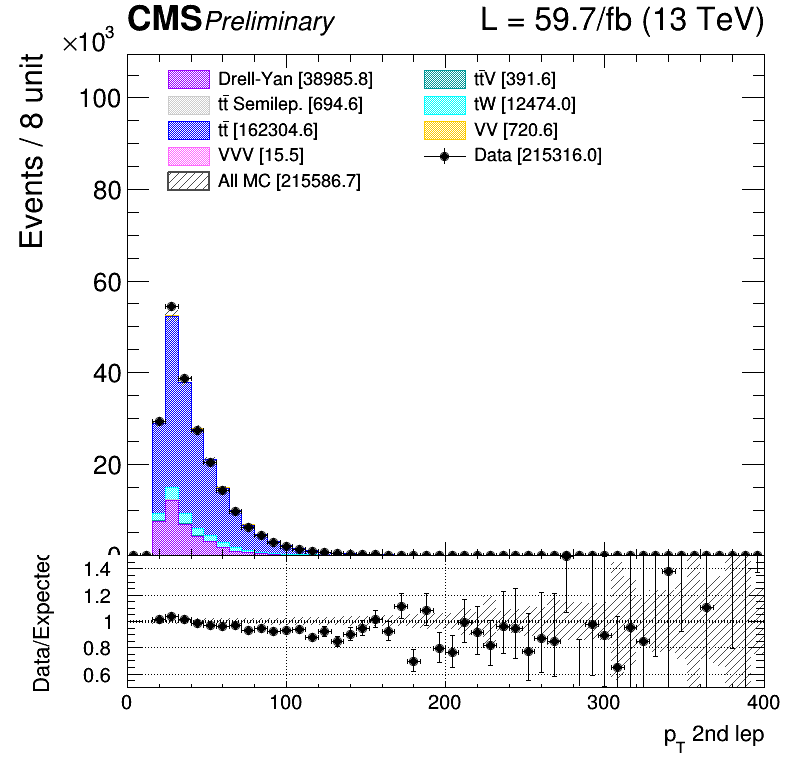 CMS Preliminary L = 59.7/fb (13 TeV)
×10³
Events / 8 unit
100
80
60
40
20
0
Drell-Yan [38985.8]
tt̄ Semilep. [694.6]
tt̄ [162304.6]
VVV [15.5]
All MC [215586.7]
tt̄V [391.6]
tW [12474.0]
VV [720.6]
Data [215316.0]
Data/Expected
1.4
1.2
1
0.8
0.6
0 100 200 300 400
p_T 2nd lep